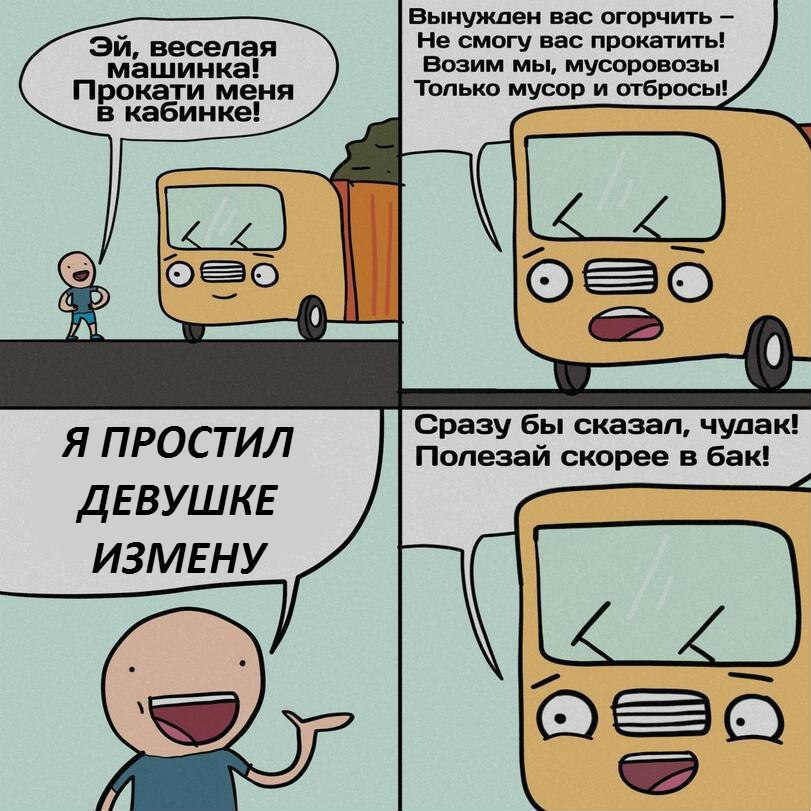 Эй, веселая
машинка!
Прокати меня
в кабинке!
Вынужден вас огорчить –
Не смогу вас прокатить!
Возим мы, мусоровозы
Только мусор и отбросы!
Я ПРОСТИЛ
ДЕВУШКЕ
ИЗМЕНУ
Сразу бы сказал, чудак!
Полезай скорее в бак!